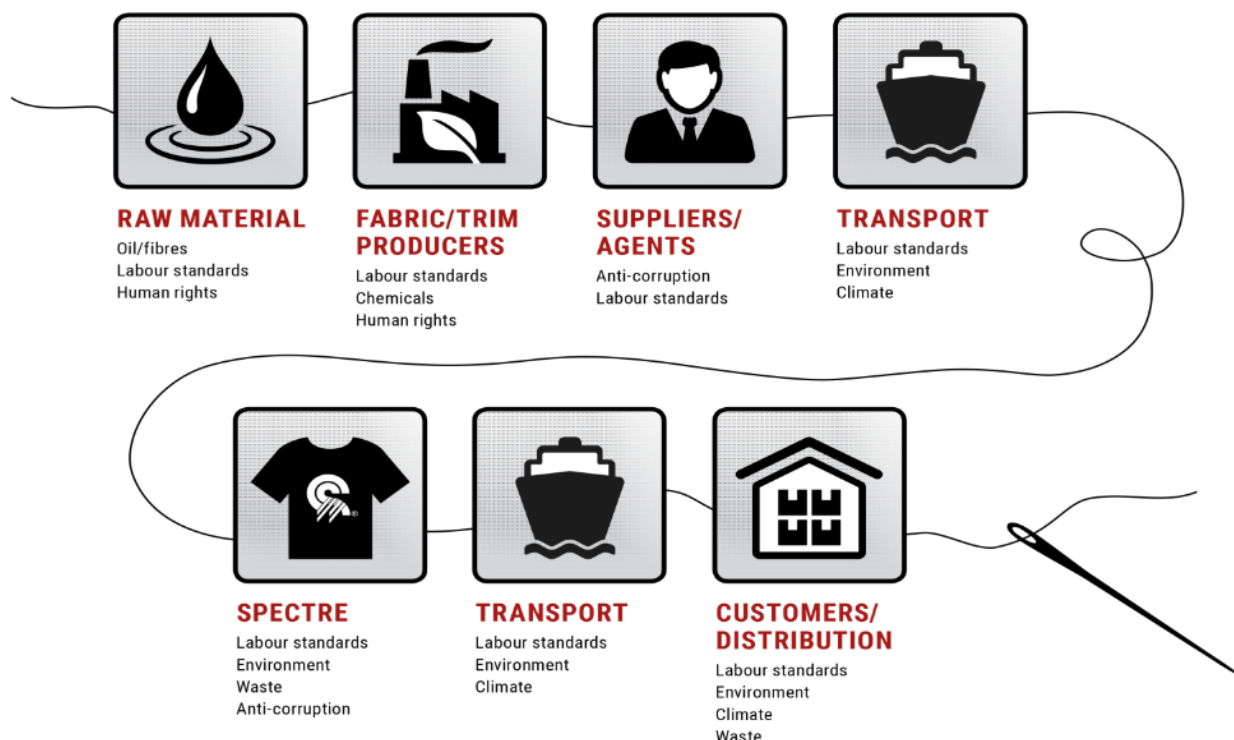 RAW MATERIAL
Oil/fibres
Labour standards
Human rights
FABRIC/TRIM
PRODUCERS
Labour standards
Chemicals
Human rights
SUPPLIERS/
AGENTS
Anti-corruption
Labour standards
TRANSPORT
Labour standards
Environment
Climate
®
SPECTRE
Labour standards
Environment
Waste
Anti-corruption
TRANSPORT
Labour standards
Environment
Climate
CUSTOMERS/
DISTRIBUTION
Labour standards
Environment
Climate
Waste